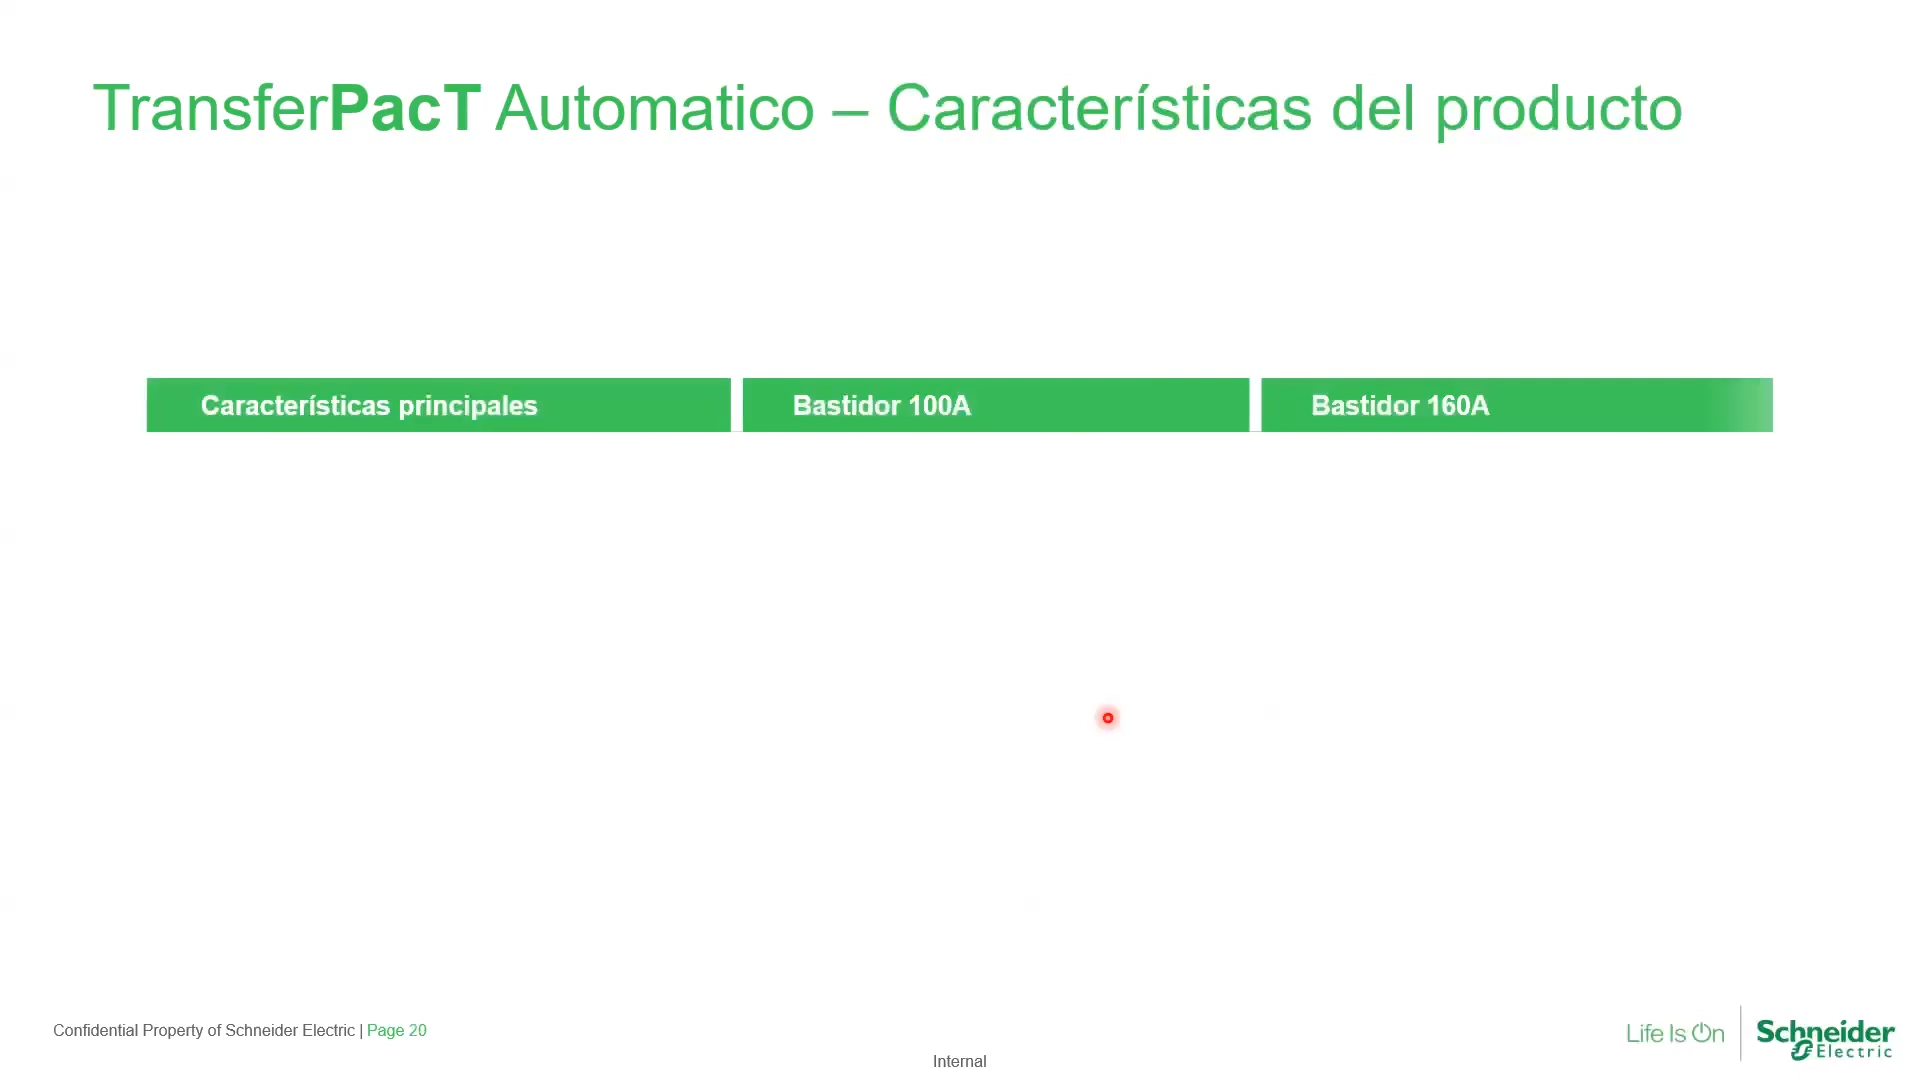 TransferPacT Automatico – Características del producto
Características principales
Bastidor 100A
Bastidor 160A
Confidential Property of Schneider Electric | Page 20
Internal
Life Is On
Schneider
Electric